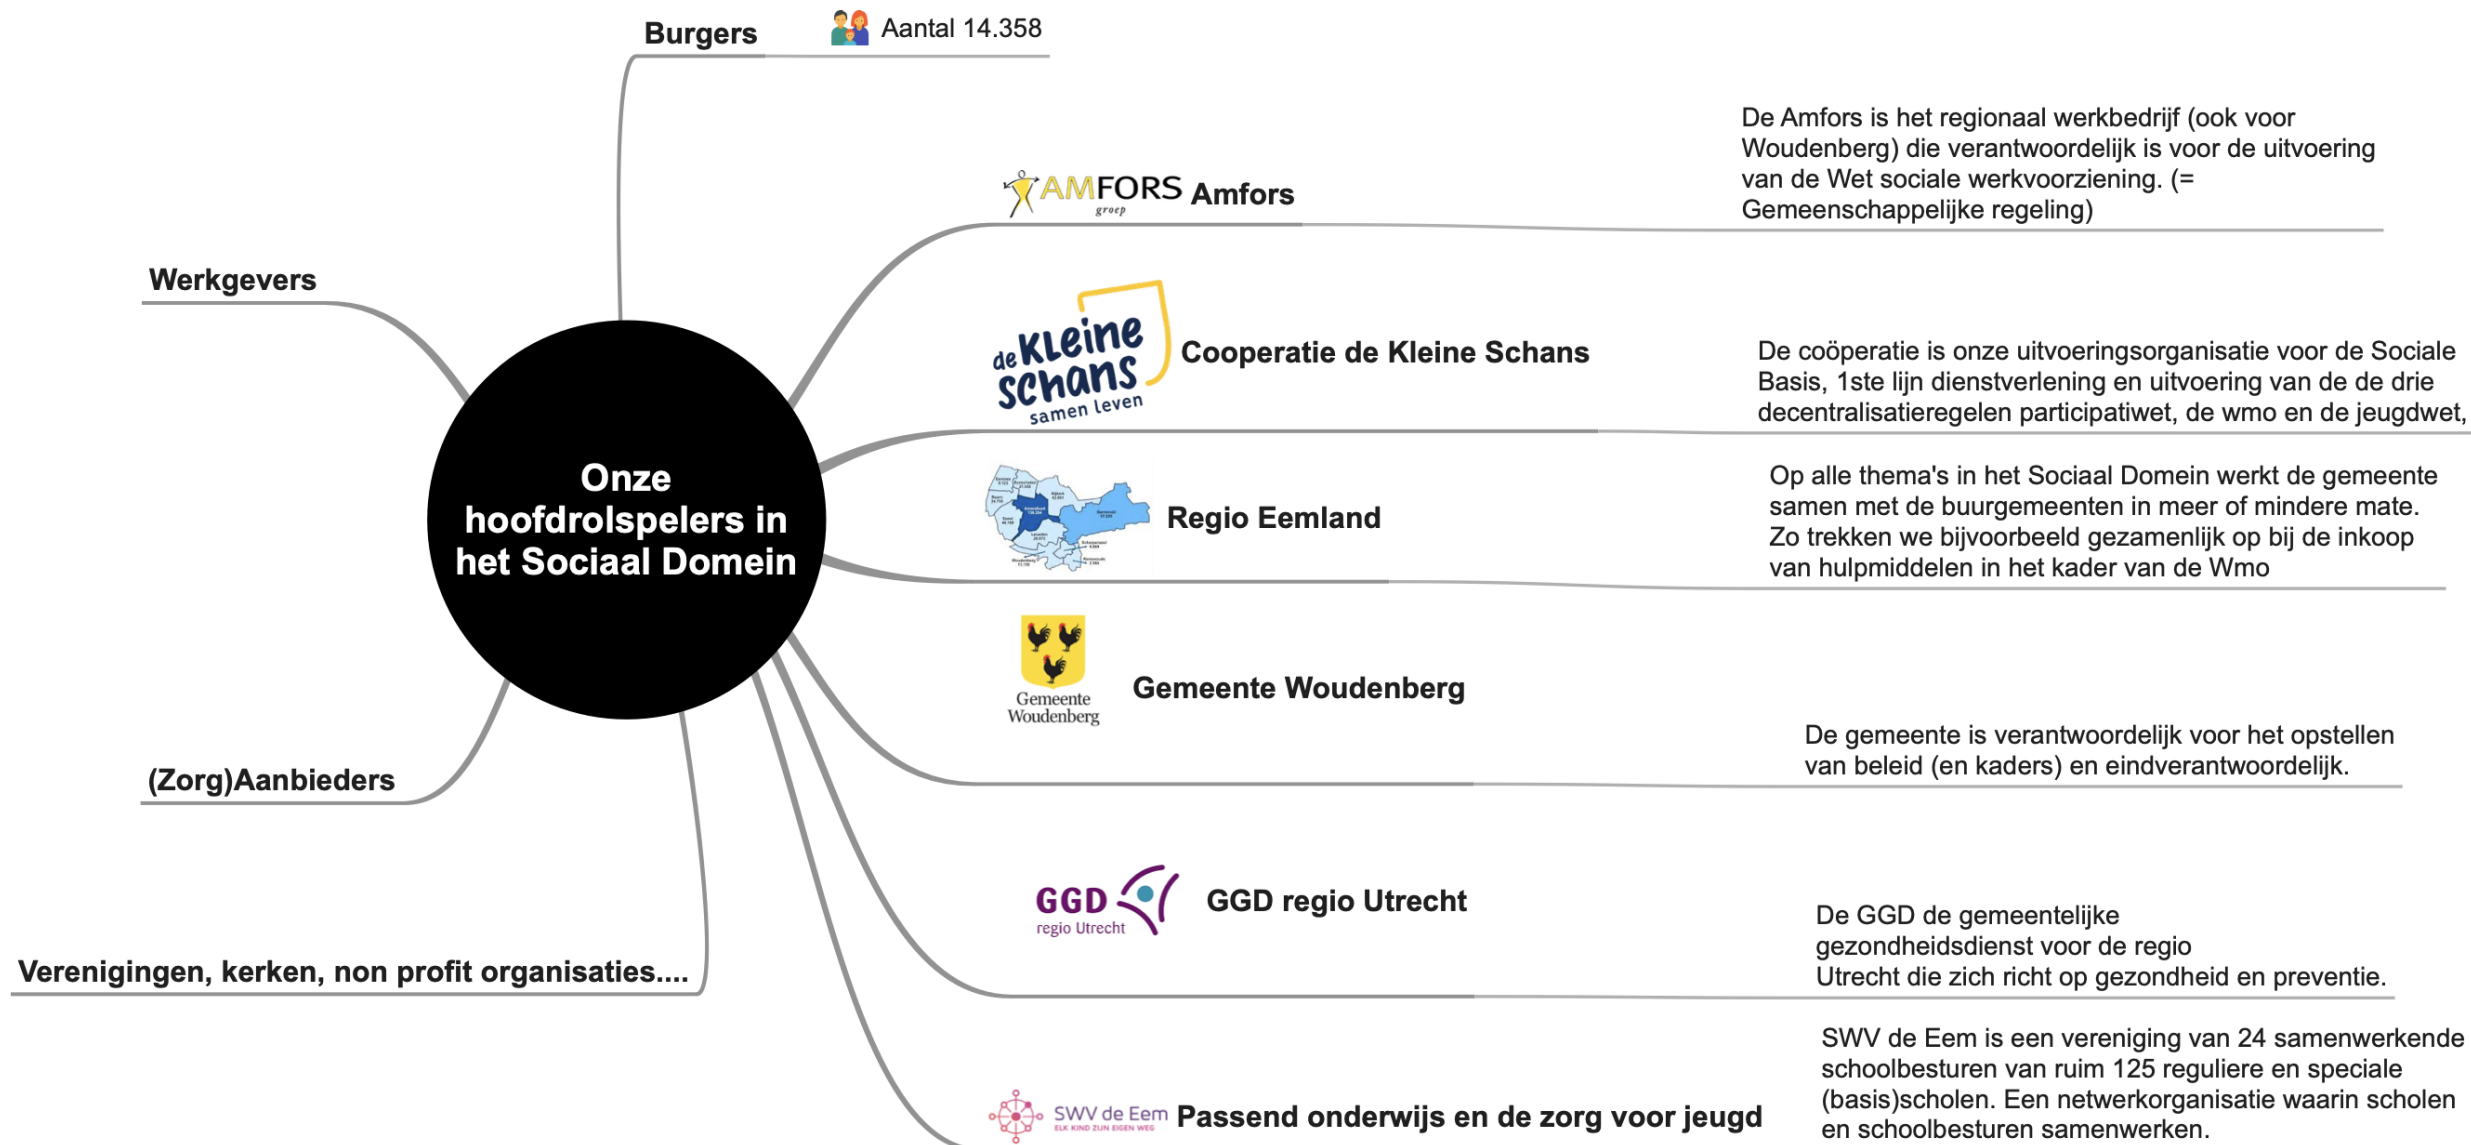 Burgers
Aantal 14.358
Werkgevers
Onze
hoofdrolspelers in
het Sociaal Domein
(Zorg)Aanbieders
Verenigingen, kerken, non profit organisaties....
AMFORS
groep
Amfors
De Amfors is het regionaal werkbedrijf (ook voor
Woudenberg) die verantwoordelijk is voor de uitvoering
van de Wet sociale werkvoorziening. (=
Gemeenschappelijke regeling)
de Kleine
Schans
samen leven
Cooperatie de Kleine Schans
De coöperatie is onze uitvoeringsorganisatie voor de Sociale
Basis, 1ste lijn dienstverlening en uitvoering van de de drie
decentralisatieregelen participatiwet, de wmo en de jeugdwet,
Regio Eemland
Op alle thema's in het Sociaal Domein werkt de gemeente
samen met de buurgemeenten in meer of mindere mate.
Zo trekken we bijvoorbeeld gezamenlijk op bij de inkoop
van hulpmiddelen in het kader van de Wmo
Gemeente
Woudenberg
Gemeente Woudenberg
De gemeente is verantwoordelijk voor het opstellen
van beleid (en kaders) en eindverantwoordelijk.
GGD
regio Utrecht
GGD regio Utrecht
De GGD de gemeentelijke
gezondheidsdienst voor de regio
Utrecht die zich richt op gezondheid en preventie.
SWV de Eem
ELK KIND ZIJN EIGEN WEG
Passend onderwijs en de zorg voor jeugd
SWV de Eem is een vereniging van 24 samenwerkende
schoolbesturen van ruim 125 reguliere en speciale
(basis)scholen. Een netwerkorganisatie waarin scholen
en schoolbesturen samenwerken.